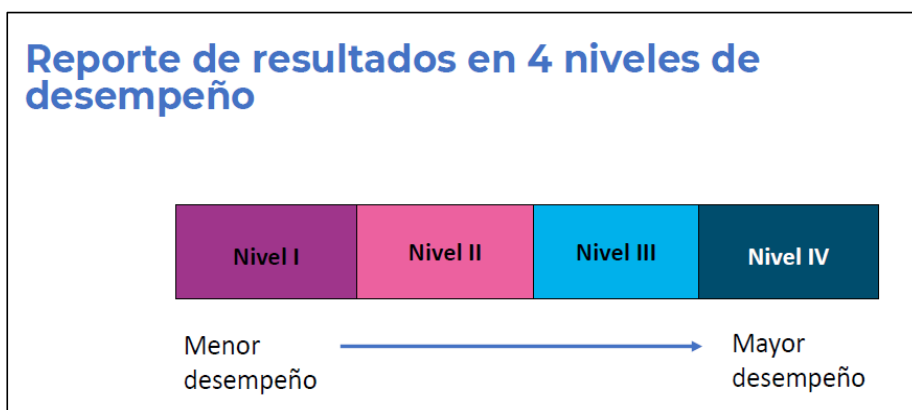 Reporte de resultados en 4 niveles de
desempeño
Nivel I
Nivel II
Nivel III
Nivel IV
Menor
desempeño
Mayor
desempeño